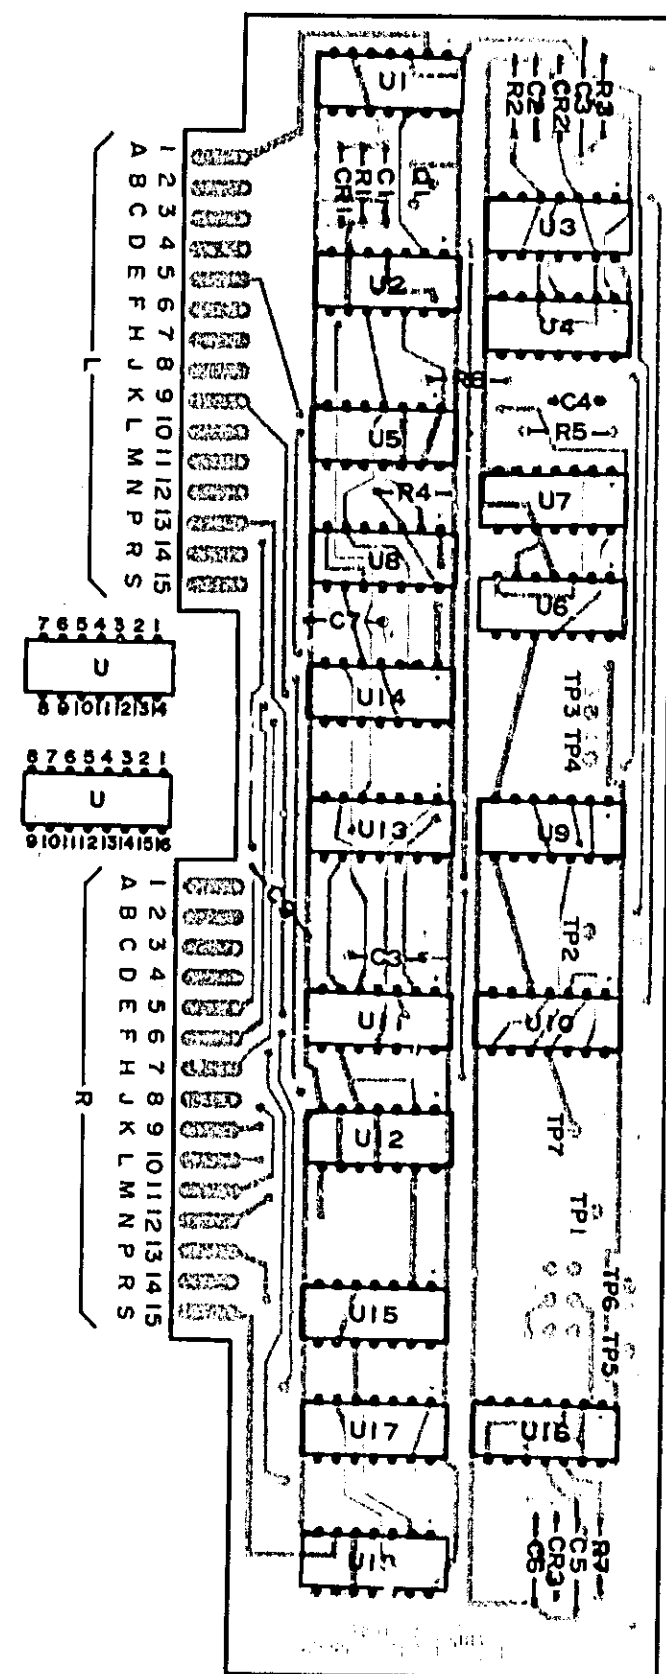 U1
R3
C3
CR2
C2
R2
C1
R1
CR1
U3
U2
U4
R6
C4
R5
U5
R4
U7
U8
U6
C7
TP3 TP4
U14
U13
U9
TP2
U11
U10
U12
TP7
TP1
TP6 TP5
U15
U17
U16
R7
C5
CR3
C6
1 2 3 4 5 6 7 8 9 10 11 12 13 14 15
A B C D E F H J K L M N P R S
L
7 6 5 4 3 2 1
U
8 9 10 11 12 13 14
8 7 6 5 4 3 2 1
U
9 10 11 12 13 14 15 16
1 2 3 4 5 6 7 8 9 10 11 12 13 14 15
A B C D E F H J K L M N P R S
R